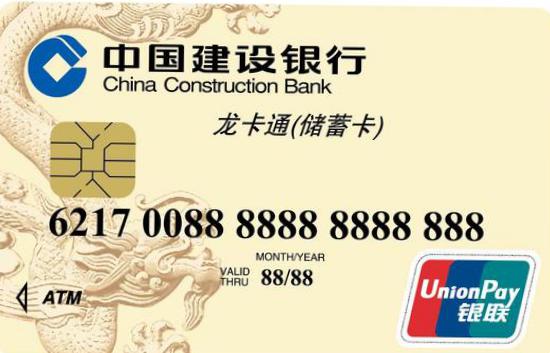 中国建设银行
China Construction Bank
龙卡通(储蓄卡)
6217 0088 8888 8888 888
MONTH/YEAR
VALID THRU 88/88
ATM
UnionPay
银联